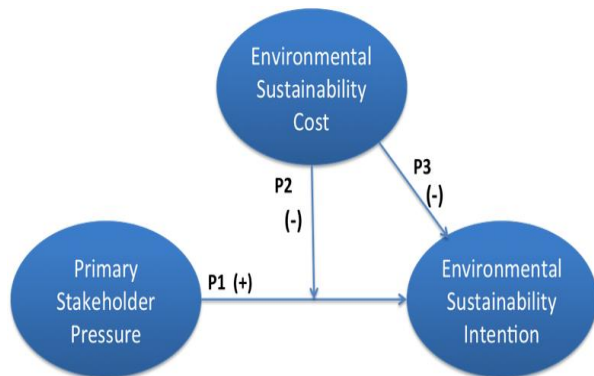 Environmental
Sustainability
Cost
P2
(-)
P3
(-)
Primary
Stakeholder
Pressure
P1 (+)
Environmental
Sustainability
Intention